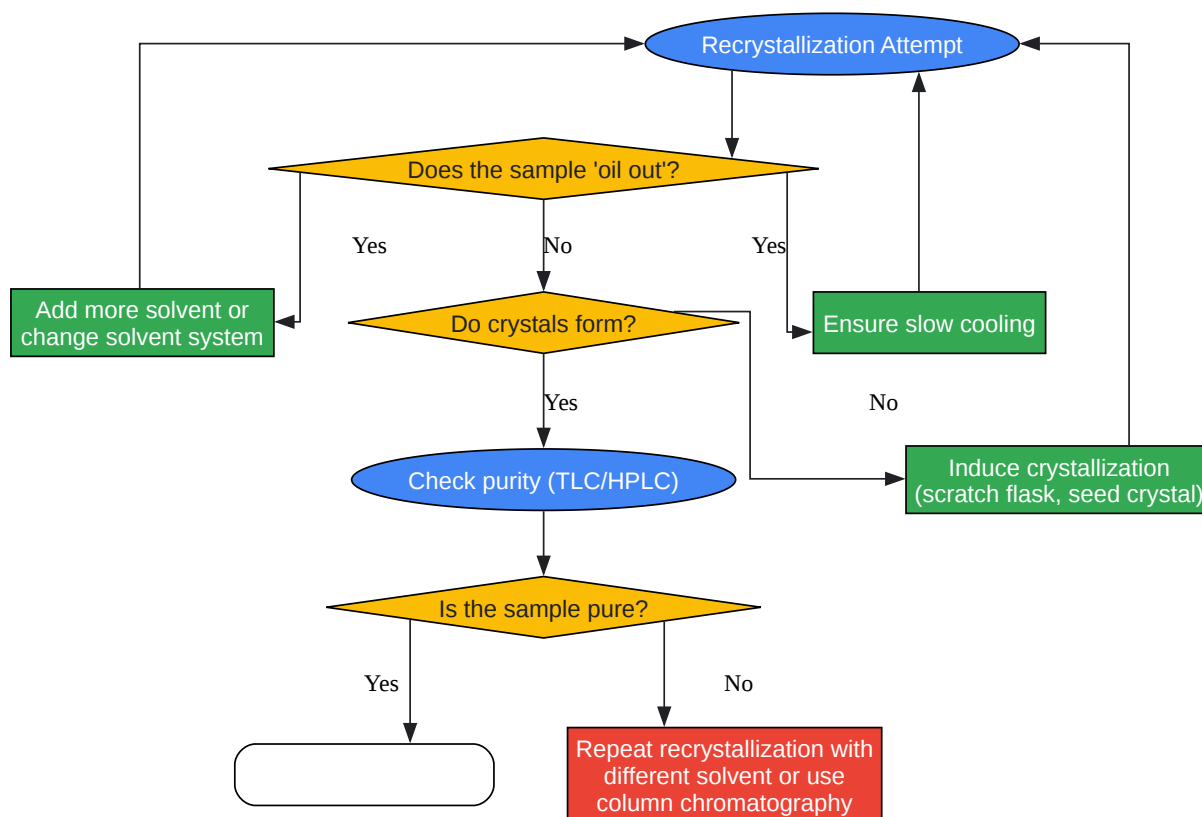 Recrystallization Attempt
Does the sample 'oil out'?
Yes
No
Yes
Add more solvent or
change solvent system
Do crystals form?
Ensure slow cooling
Yes
No
Check purity (TLC/HPLC)
Induce crystallization
(scratch flask, seed crystal)
Is the sample pure?
Yes
No
Repeat recrystallization with
different solvent or use
column chromatography